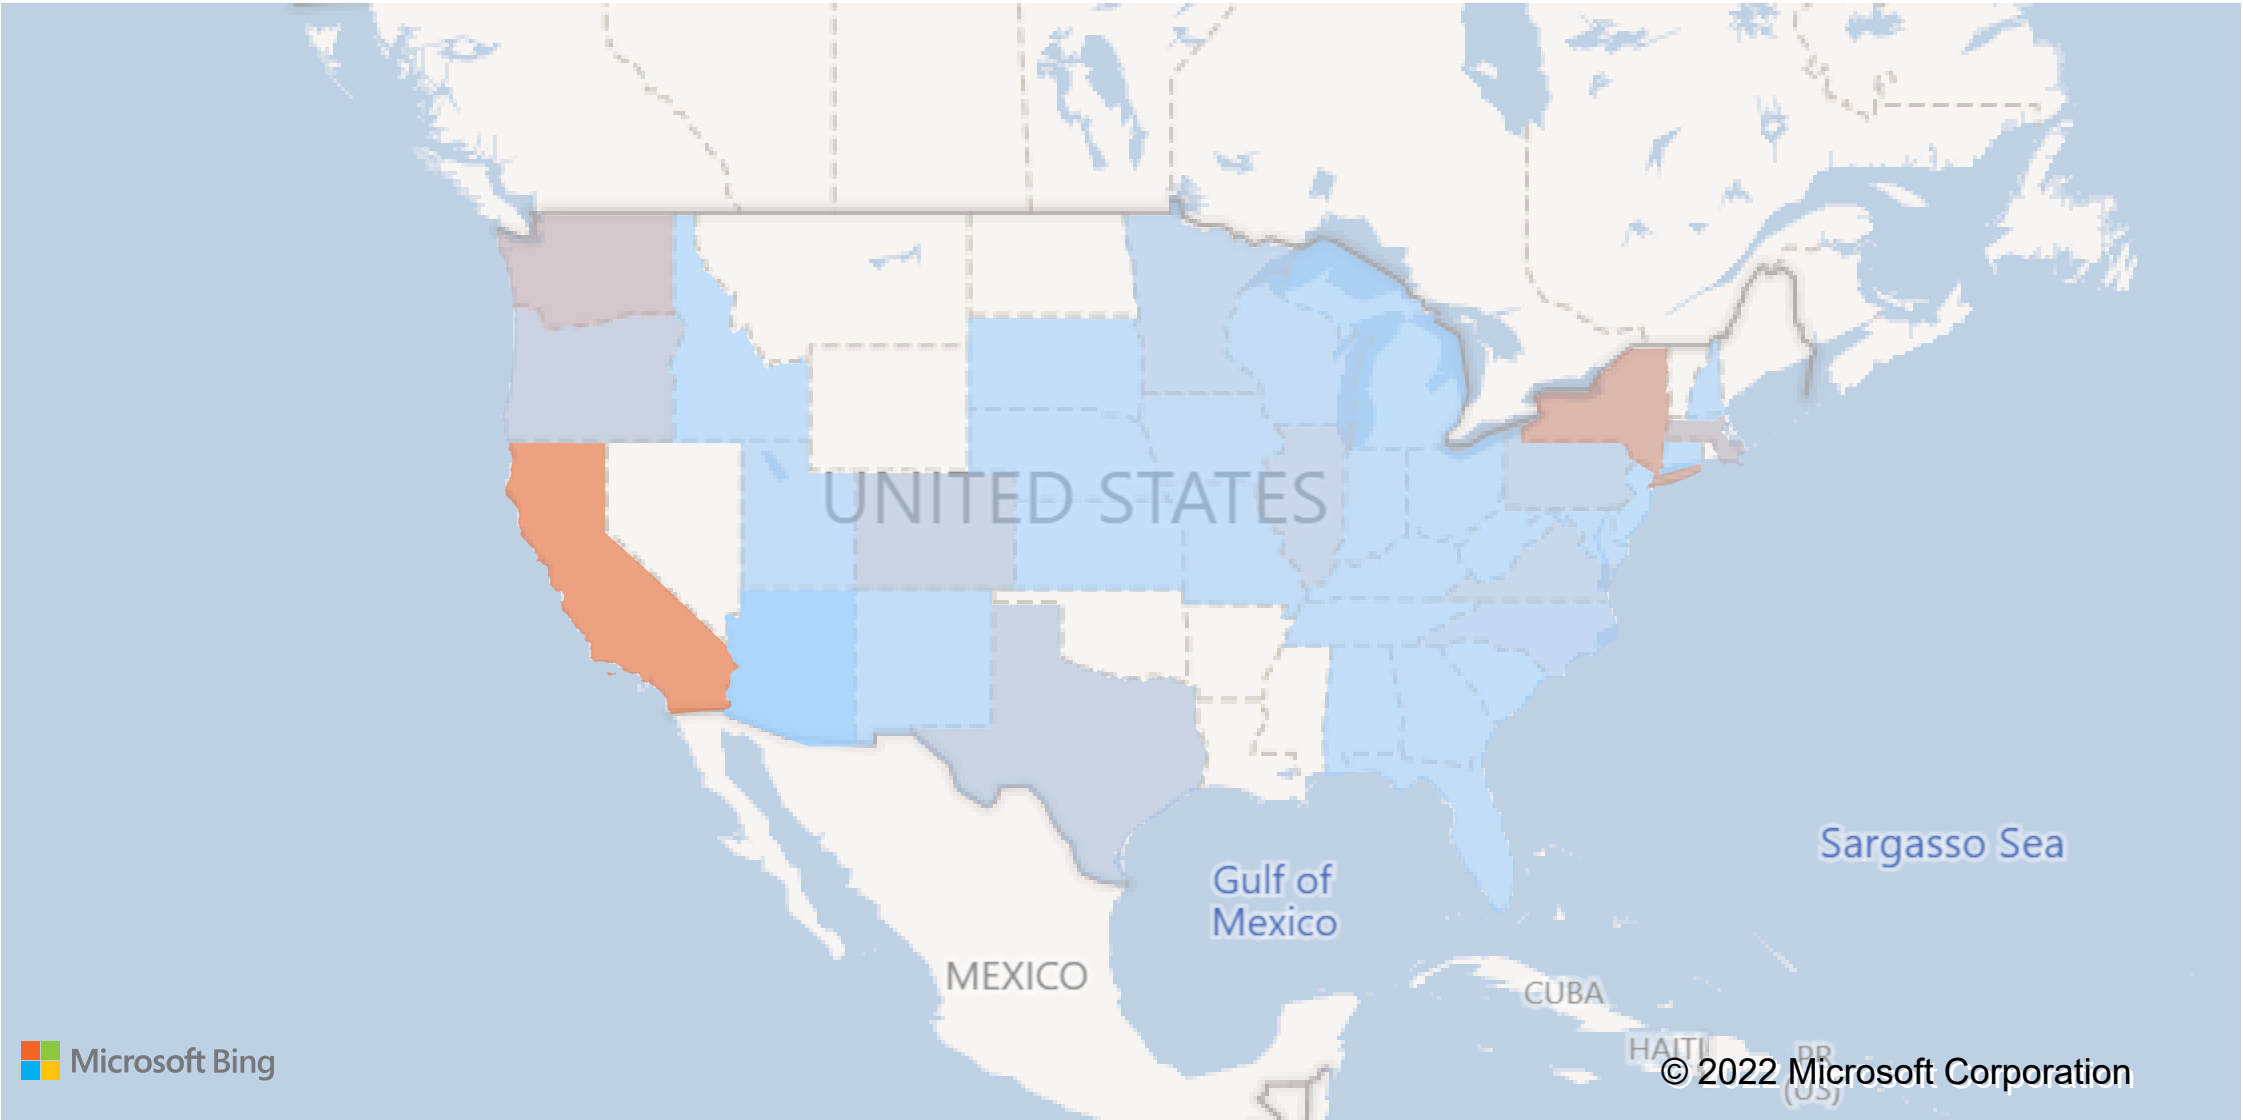 UNITED STATES
Sargasso Sea
Gulf of
Mexico
MEXICO
CUBA
HAITI
PR
(US)
Microsoft Bing
© 2022 Microsoft Corporation